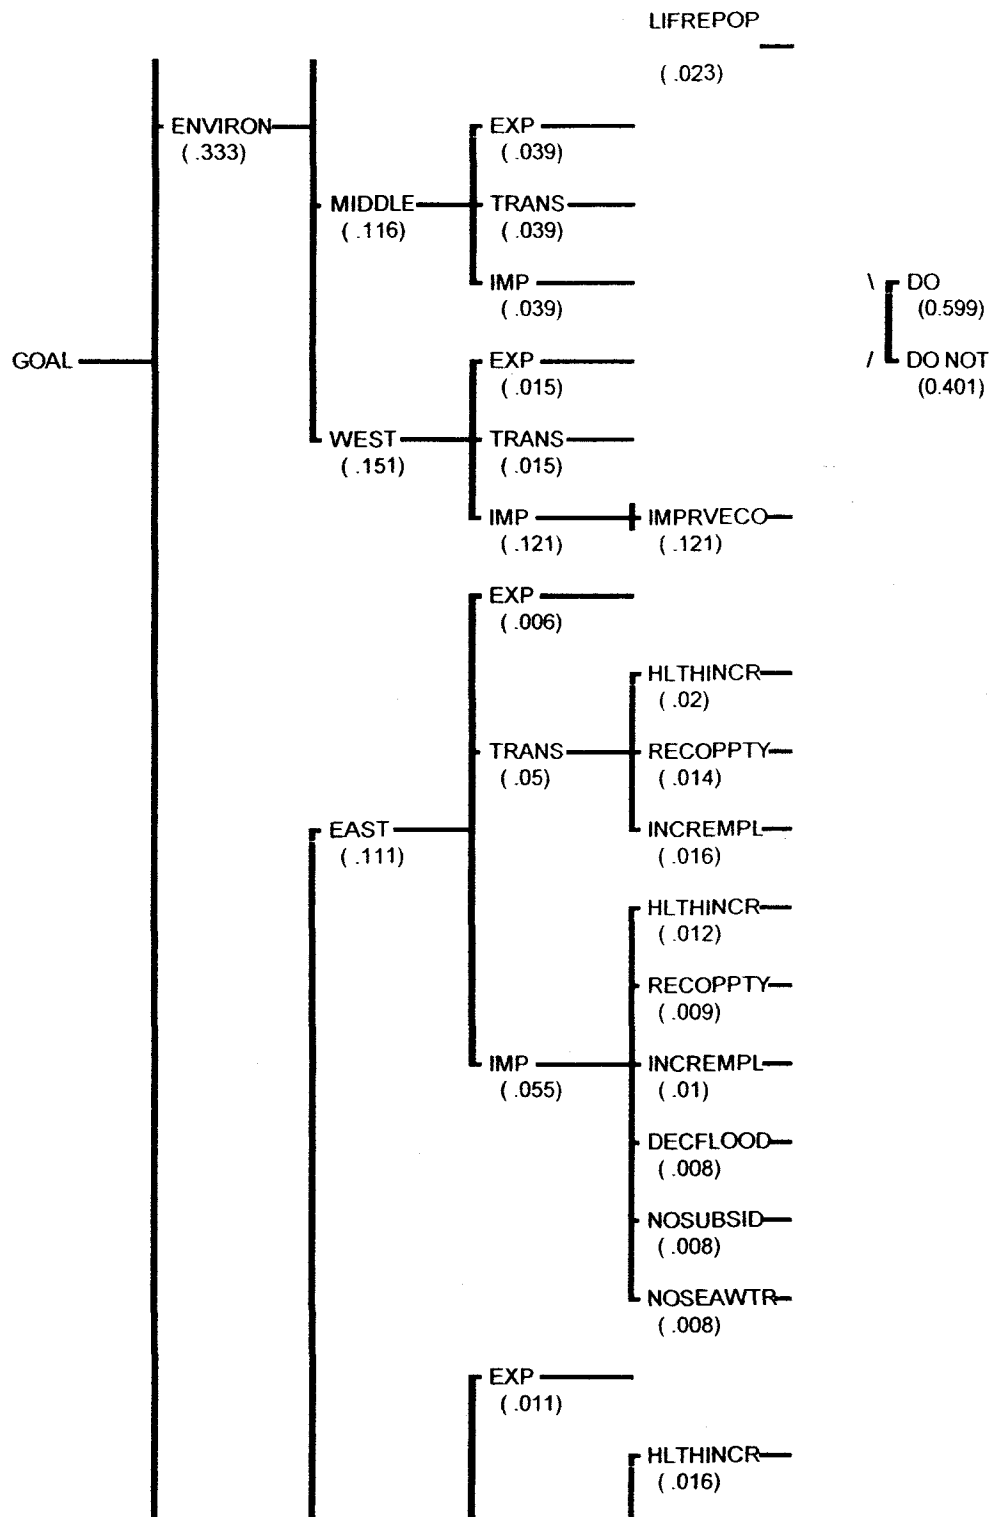 LIFREPOP
( .023)
ENVIRON
( .333)
EXP
( .039)
MIDDLE
( .116)
TRANS
( .039)
IMP
( .039)
\ DO
(0.599)
GOAL
EXP
( .015)
/ DO NOT
(0.401)
WEST
( .151)
TRANS
( .015)
IMP
( .121)
IMPRVECO
( .121)
EXP
( .006)
HLTHINCR
( .02)
TRANS
( .05)
RECOPPTY
( .014)
EAST
( .111)
INCREMPL
( .016)
HLTHINCR
( .012)
RECOPPTY
( .009)
IMP
( .055)
INCREMPL
( .01)
DECFLOOD
( .008)
NOSUBSID
( .008)
NOSEAWTR
( .008)
EXP
( .011)
HLTHINCR
( .016)